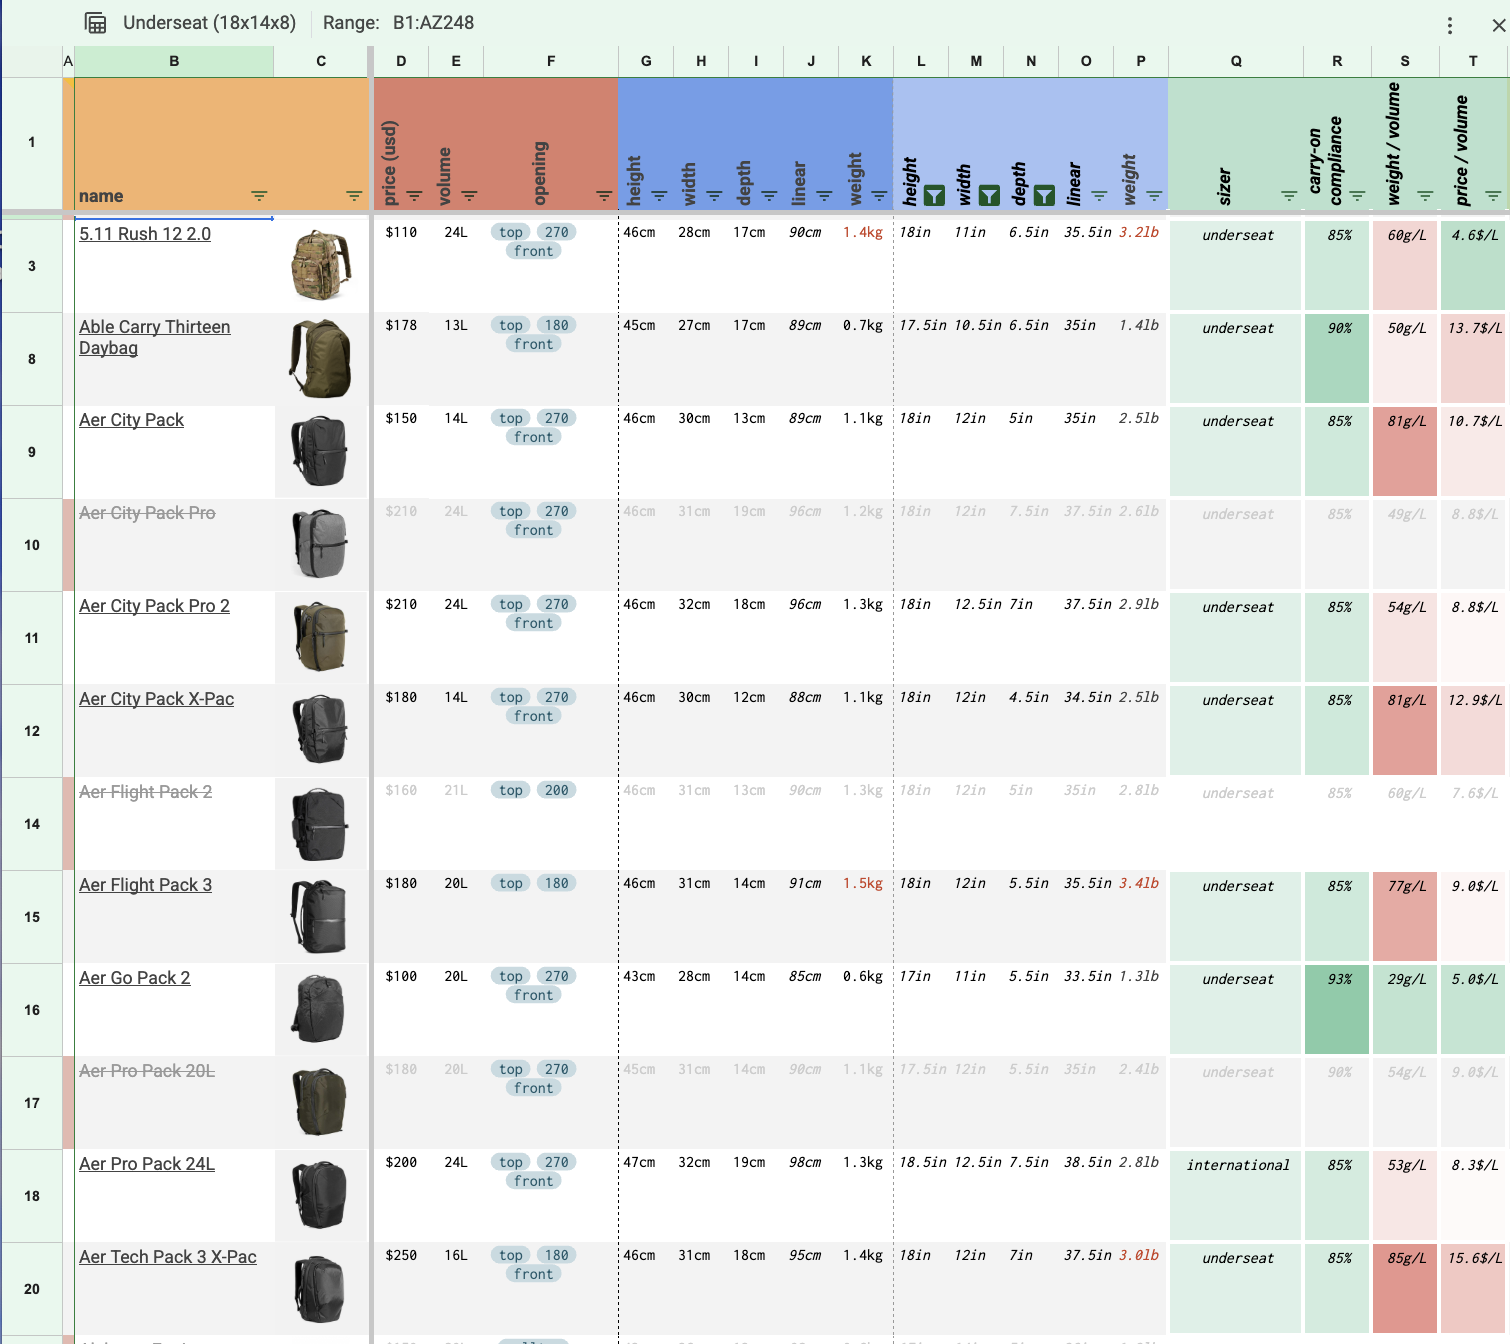 Underseat (18x14x8) Range: B1:AZ248
A B C D E F G H I J K L M N O P Q R S T
1 name price (usd) volume opening height width depth linear weight height width depth linear weight sizer carry-on compliance weight / volume price / volume
3 5.11 Rush 12 2.0 $110 24L top 270 46cm 28cm 17cm 90cm 1.4kg 18in 11in 6.5in 35.5in 3.2lb underseat 85% 60g/L 4.6$/L
front
8 Able Carry Thirteen $178 13L top 180 45cm 27cm 17cm 89cm 0.7kg 17.5in 10.5in 6.5in 35in 1.4lb underseat 90% 50g/L 13.7$/L
Daybag front
9 Aer City Pack $150 14L top 270 46cm 30cm 13cm 89cm 1.1kg 18in 12in 5in 35in 2.5lb underseat 85% 81g/L 10.7$/L
front
10 Aer City Pack Pro $210 24L top 270 46cm 31cm 19cm 96cm 1.2kg 18in 12in 7.5in 37.5in 2.6lb underseat 85% 49g/L 8.8$/L
front
11 Aer City Pack Pro 2 $210 24L top 270 46cm 32cm 18cm 96cm 1.3kg 18in 12.5in 7in 37.5in 2.9lb underseat 85% 54g/L 8.8$/L
front
12 Aer City Pack X-Pac $180 14L top 270 46cm 30cm 12cm 88cm 1.1kg 18in 12in 4.5in 34.5in 2.5lb underseat 85% 81g/L 12.9$/L
front
14 Aer Flight Pack 2 $160 21L top 200 46cm 31cm 13cm 90cm 1.3kg 18in 12in 5in 35in 2.8lb underseat 85% 60g/L 7.6$/L
15 Aer Flight Pack 3 $180 20L top 180 46cm 31cm 14cm 91cm 1.5kg 18in 12in 5.5in 35.5in 3.4lb underseat 85% 77g/L 9.0$/L
16 Aer Go Pack 2 $100 20L top 270 43cm 28cm 14cm 85cm 0.6kg 17in 11in 5.5in 33.5in 1.3lb underseat 93% 29g/L 5.0$/L
front
17 Aer Pro Pack 20L $180 20L top 270 45cm 31cm 14cm 90cm 1.1kg 17.5in 12in 5.5in 35in 2.4lb underseat 90% 54g/L 9.0$/L
front
18 Aer Pro Pack 24L $200 24L top 270 47cm 32cm 19cm 98cm 1.3kg 18.5in 12.5in 7.5in 38.5in 2.8lb international 85% 53g/L 8.3$/L
front
20 Aer Tech Pack 3 X-Pac $250 16L top 180 46cm 31cm 18cm 95cm 1.4kg 18in 12in 7in 37.5in 3.0lb underseat 85% 85g/L 15.6$/L
front